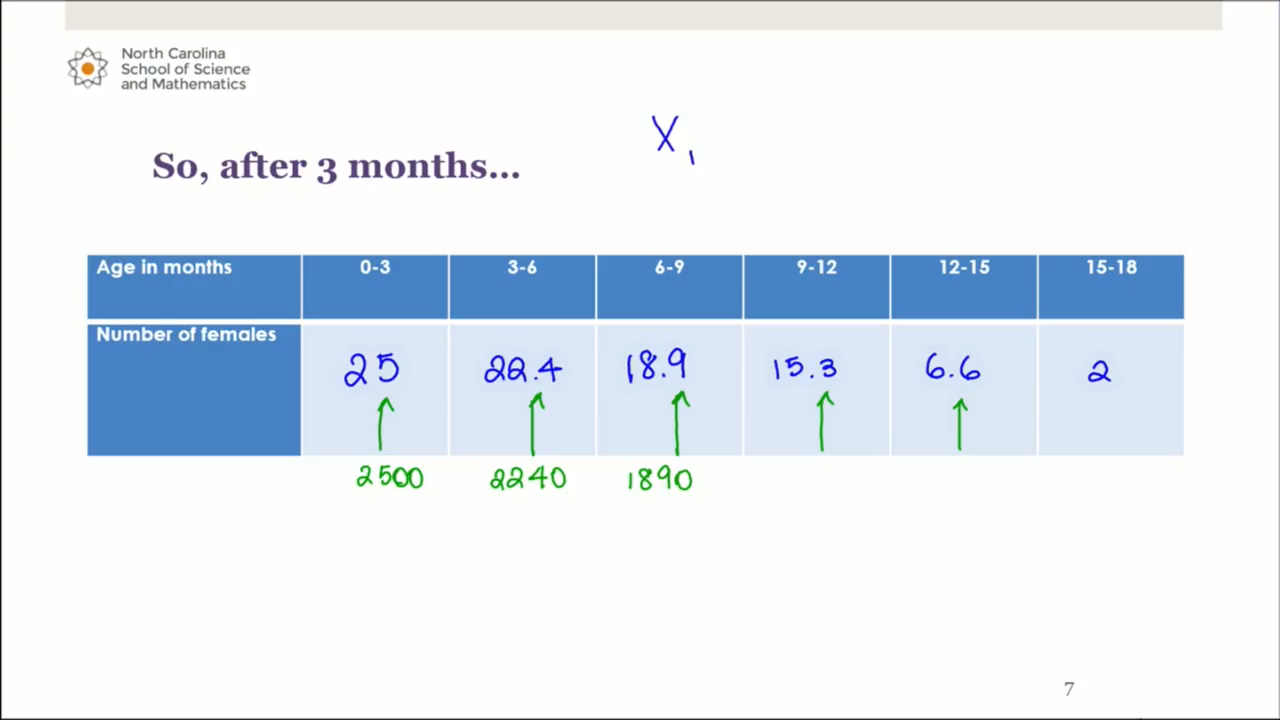 North Carolina
School of Science
and Mathematics
X₁
So, after 3 months...
Age in months 0-3 3-6 6-9 9-12 12-15 15-18
Number of females
25 22.4 18.9 15.3 6.6 2
2500 2240 1890
7